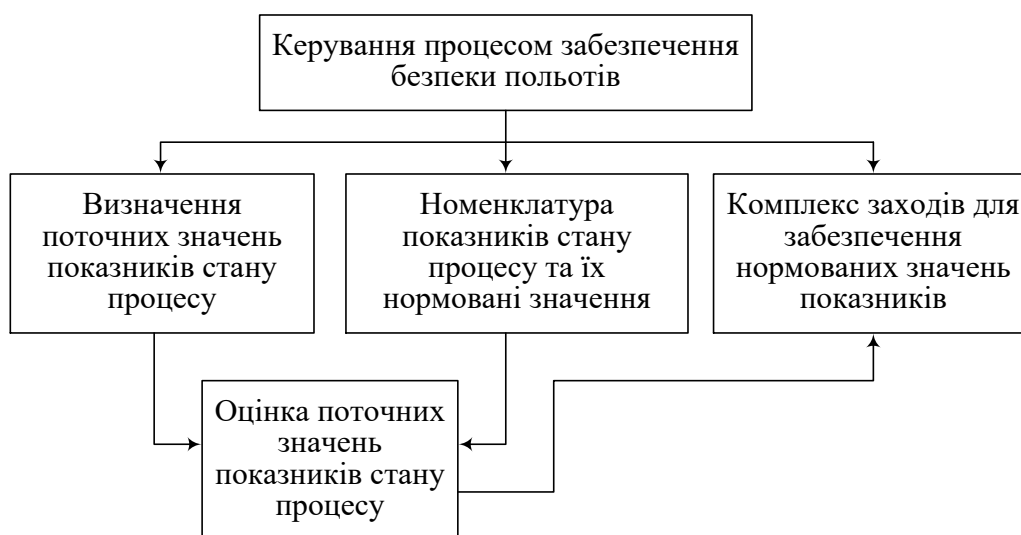 Керування процесом забезпечення
безпеки польотів
Визначення
поточних значень
показників стану
процесу
Номенклатура
показників стану
процесу та їх
нормовані значення
Комплекс заходів для
забезпечення
нормованих значень
показників
Оцінка поточних
значень
показників стану
процесу